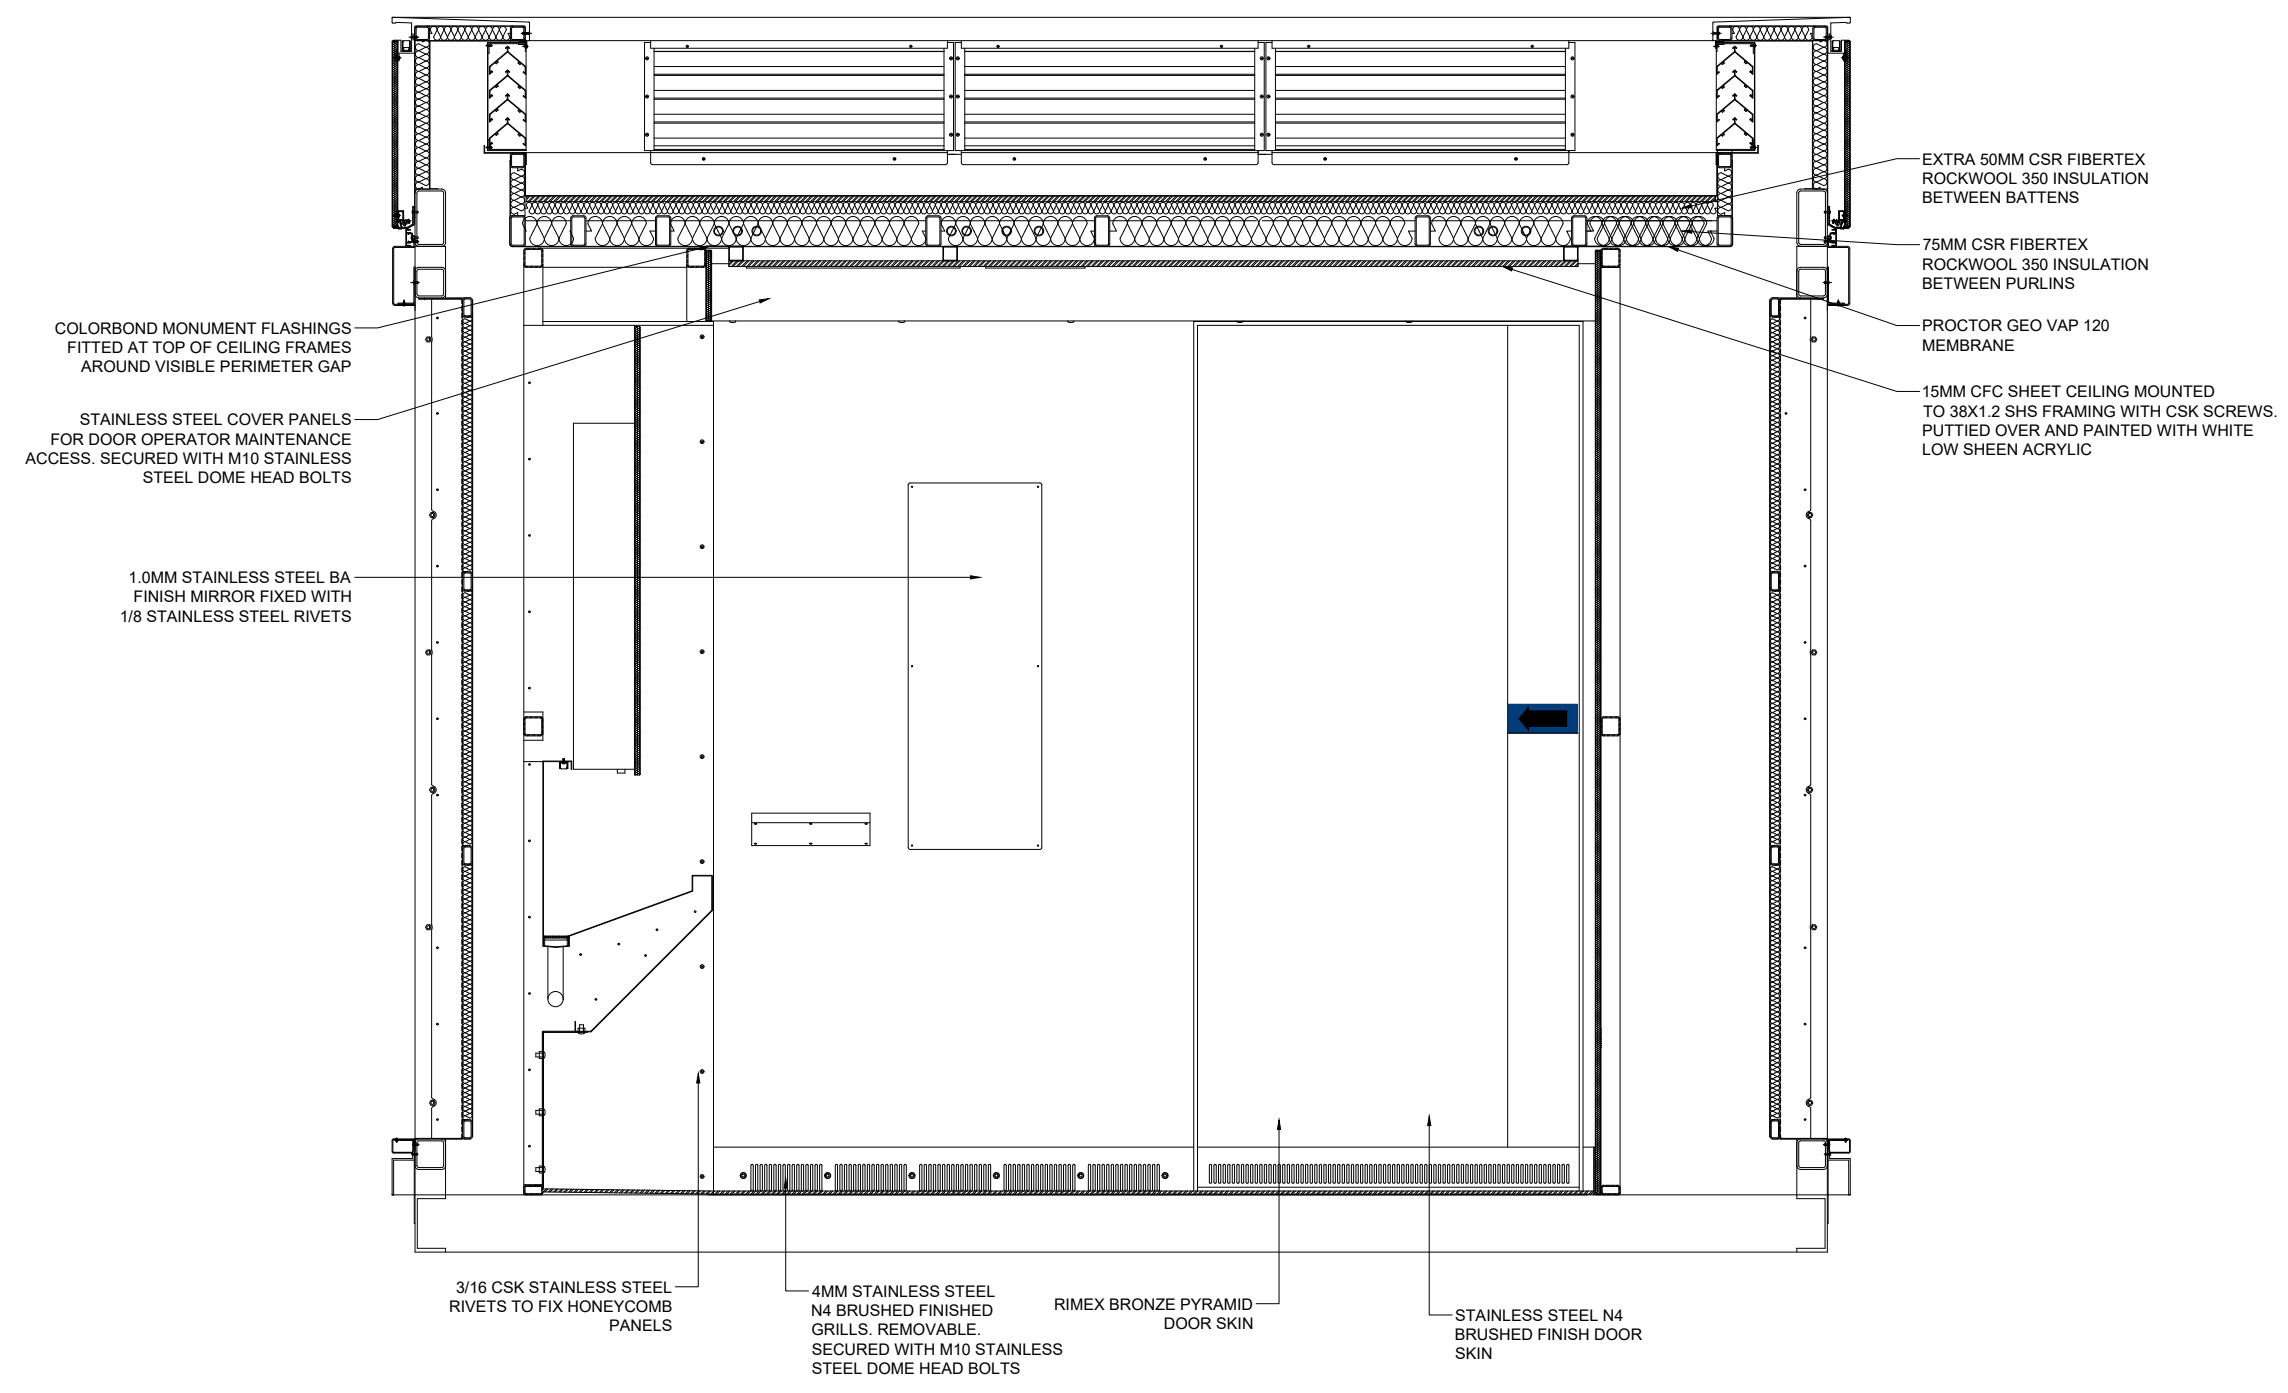 EXTRA 50MM CSR FIBERTEX
ROCKWOOL 350 INSULATION
BETWEEN BATTENS
75MM CSR FIBERTEX
ROCKWOOL 350 INSULATION
BETWEEN PURLINS
PROCTOR GEO VAP 120
MEMBRANE
15MM CFC SHEET CEILING MOUNTED
TO 38X1.2 SHS FRAMING WITH CSK SCREWS.
PUTTIED OVER AND PAINTED WITH WHITE
LOW SHEEN ACRYLIC
COLORBOND MONUMENT FLASHINGS
FITTED AT TOP OF CEILING FRAMES
AROUND VISIBLE PERIMETER GAP
STAINLESS STEEL COVER PANELS
FOR DOOR OPERATOR MAINTENANCE
ACCESS. SECURED WITH M10 STAINLESS
STEEL DOME HEAD BOLTS
1.0MM STAINLESS STEEL BA
FINISH MIRROR FIXED WITH
1/8 STAINLESS STEEL RIVETS
3/16 CSK STAINLESS STEEL
RIVETS TO FIX HONEYCOMB
PANELS
4MM STAINLESS STEEL
N4 BRUSHED FINISHED
GRILLS. REMOVABLE.
SECURED WITH M10 STAINLESS
STEEL DOME HEAD BOLTS
RIMEX BRONZE PYRAMID
DOOR SKIN
STAINLESS STEEL N4
BRUSHED FINISH DOOR
SKIN